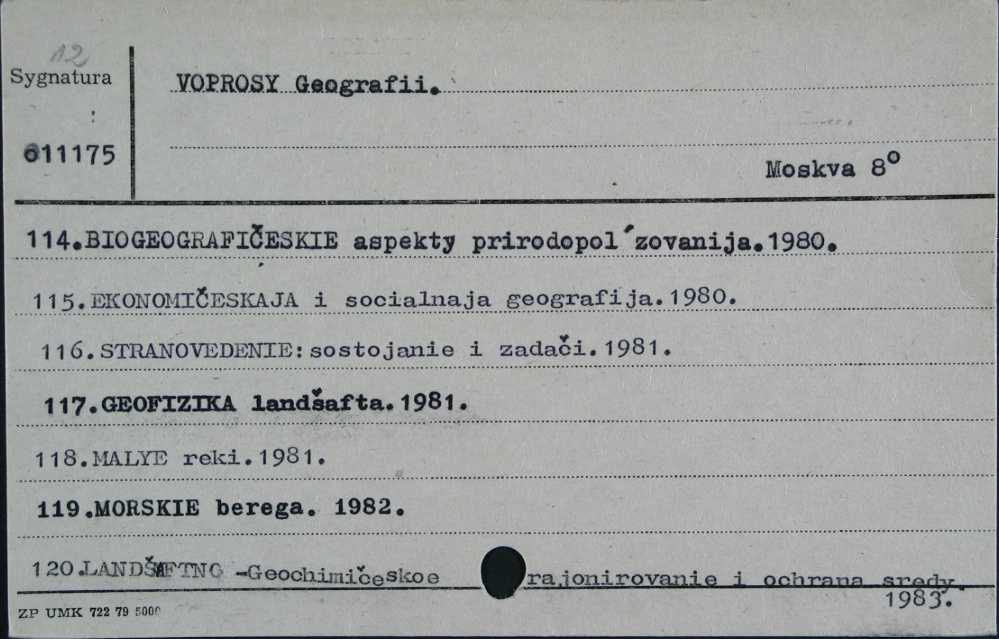 12
Sygnatura
VOPROSY Geografii.
611175
Moskva 8°
114.BIOGEOGRAFIČESKIE aspekty prirodopol´zovanija.1980.
115.EKONOMIČESKAJA i socialnaja geografija.1980.
116.STRANOVEDENIE:sostojanie i zadači.1981.
117.GEOFIZIKA landšafta.1981.
118.MALYE reki.1981.
119.MORSKIE berega. 1982.
120.LANDŠAFTNO -Geochimičeskoe rajonirovanie i ochrana sredy.
1983.
ZP UMK 722 79 5000